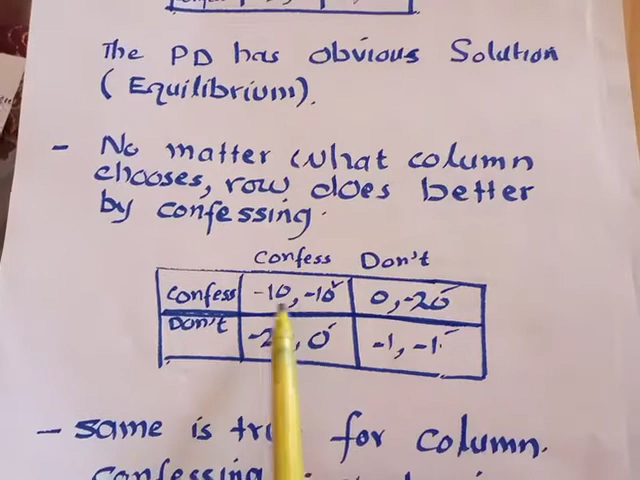 The PD has obvious Solution
(Equilibrium).
- No matter what column
chooses, row does better
by confessing.
Confess Don't
Confess -10, -10 0, -20
Don't , 0 -1, -1
- same is for column.
confessing